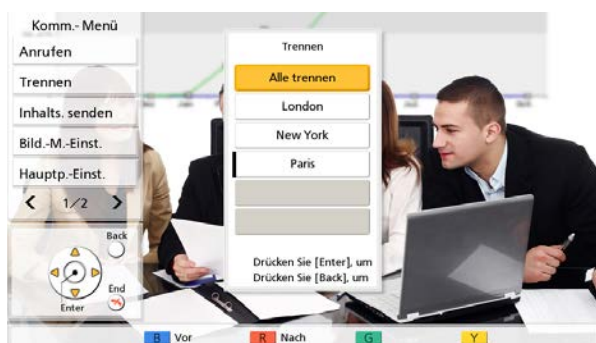 Komm.- Menü
Anrufen
Trennen
Inhalts. senden
Bild.-M.-Einst.
Hauptp.-Einst.
1/2
Back
End
Enter
Trennen
Alle trennen
London
New York
Paris
Drücken Sie [Enter], um
Drücken Sie [Back], um
B Vor R Nach G Y